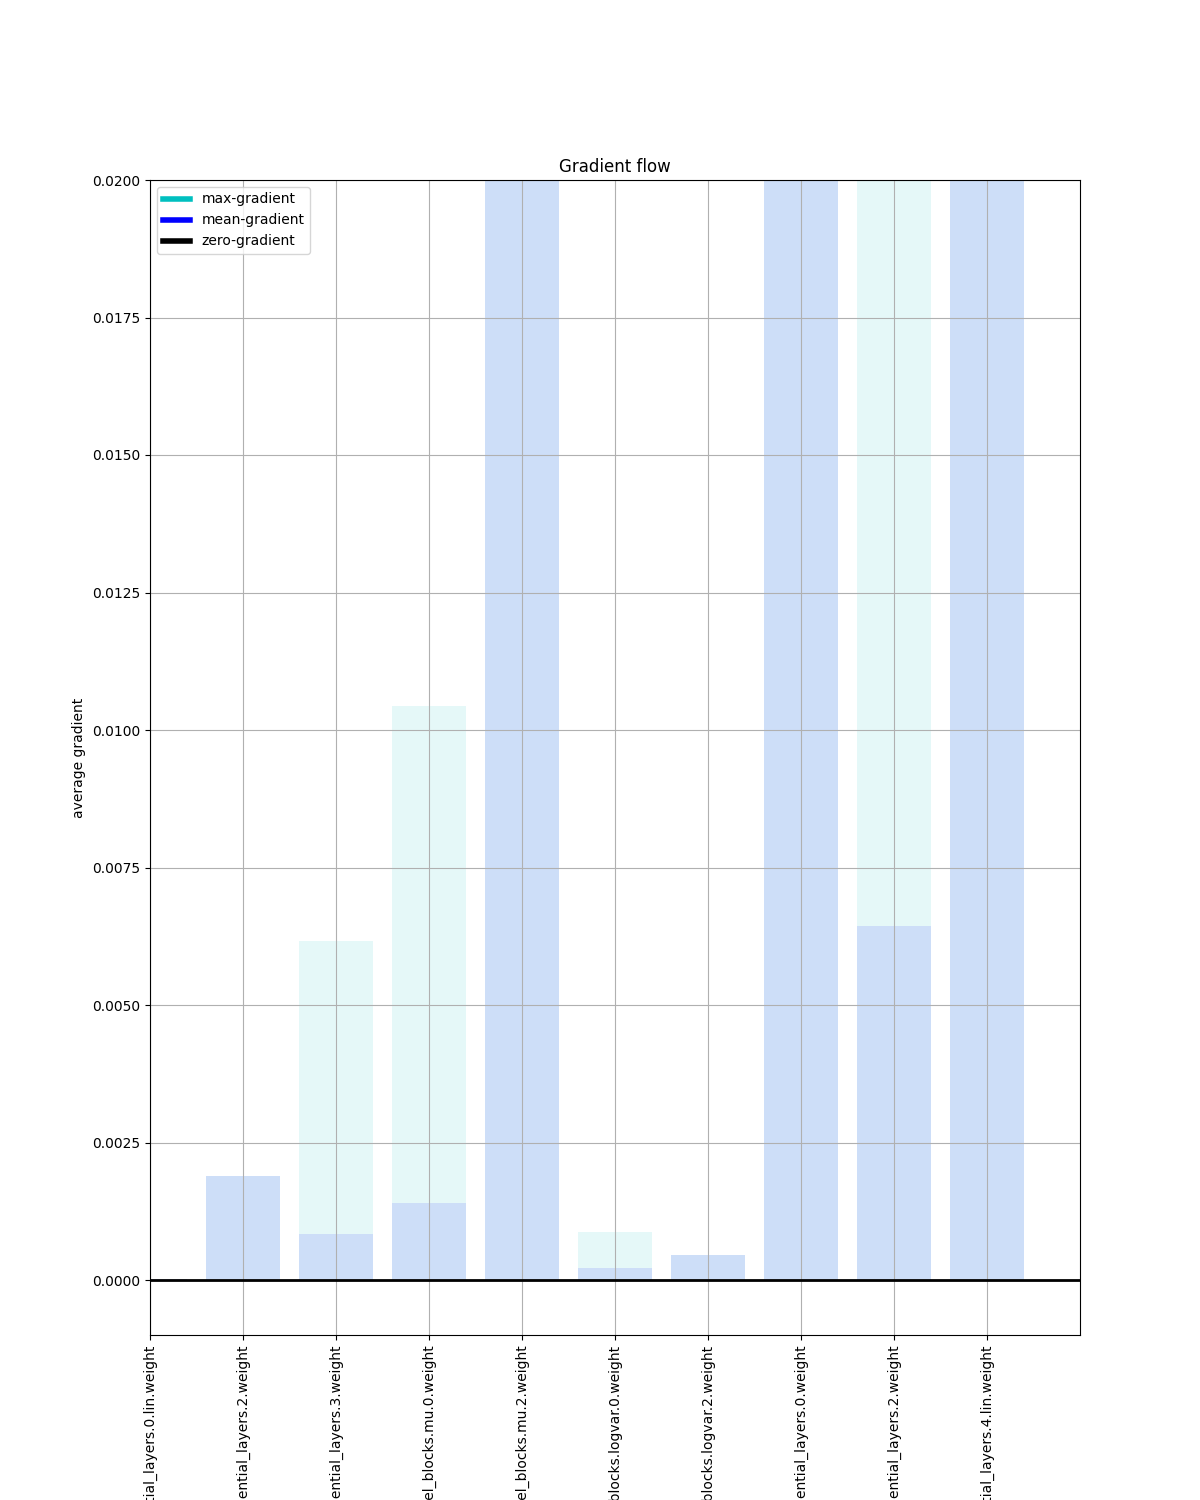 Gradient flow
max-gradient
mean-gradient
zero-gradient
0.0200
0.0175
0.0150
0.0125
0.0100
0.0075
0.0050
0.0025
0.0000
average gradient
tial_layers.0.lin.weight
ential_layers.2.weight
ential_layers.3.weight
el_blocks.mu.0.weight
el_blocks.mu.2.weight
blocks.logvar.0.weight
blocks.logvar.2.weight
ential_layers.0.weight
ential_layers.2.weight
tial_layers.4.lin.weight